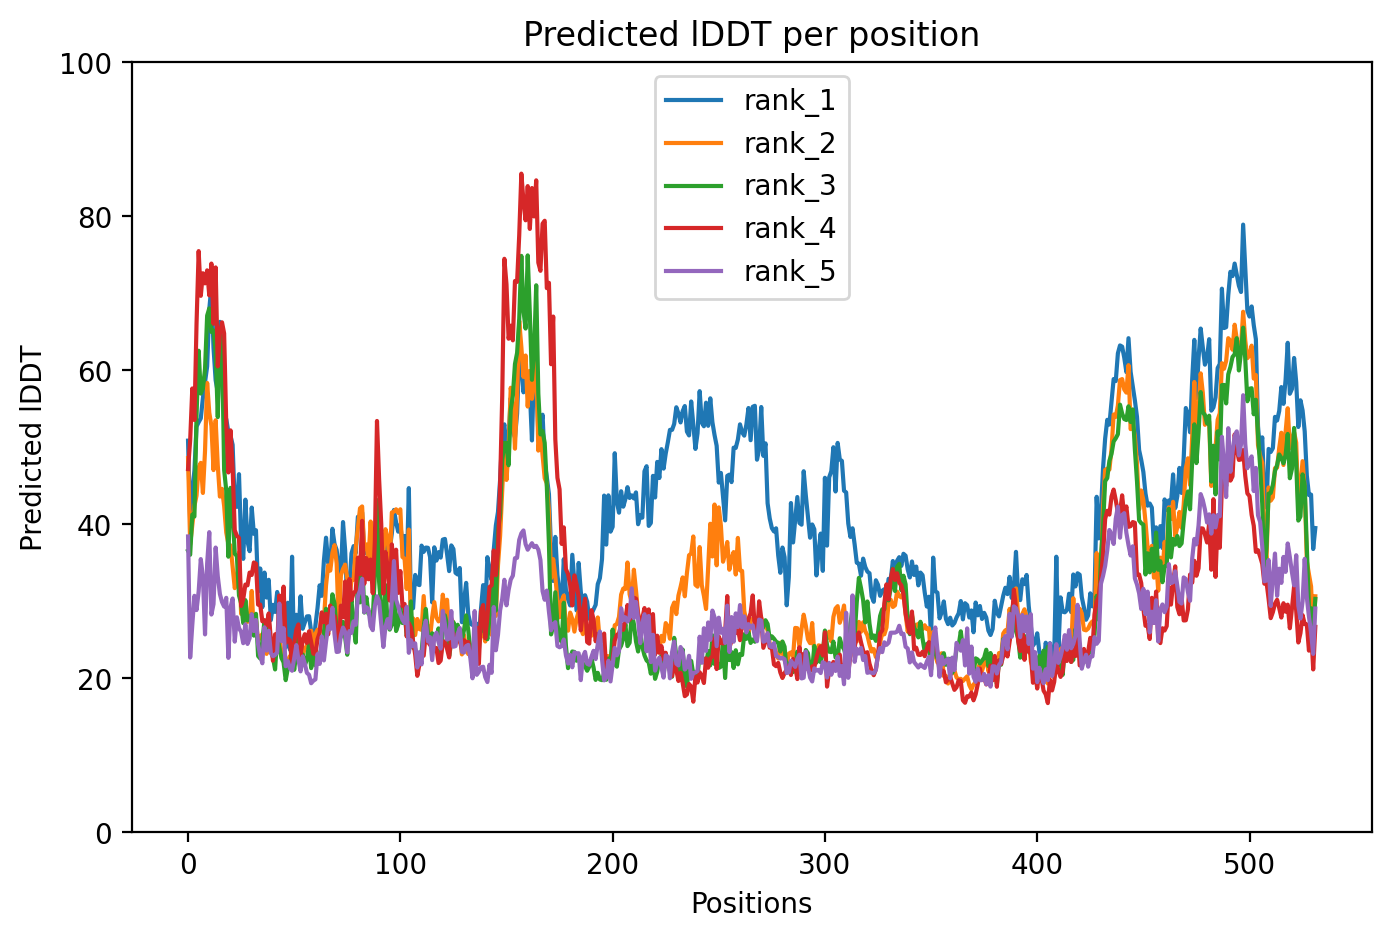 Predicted lDDT per position
100
80
60
40
20
0
Predicted lDDT
rank_1
rank_2
rank_3
rank_4
rank_5
0 100 200 300 400 500
Positions